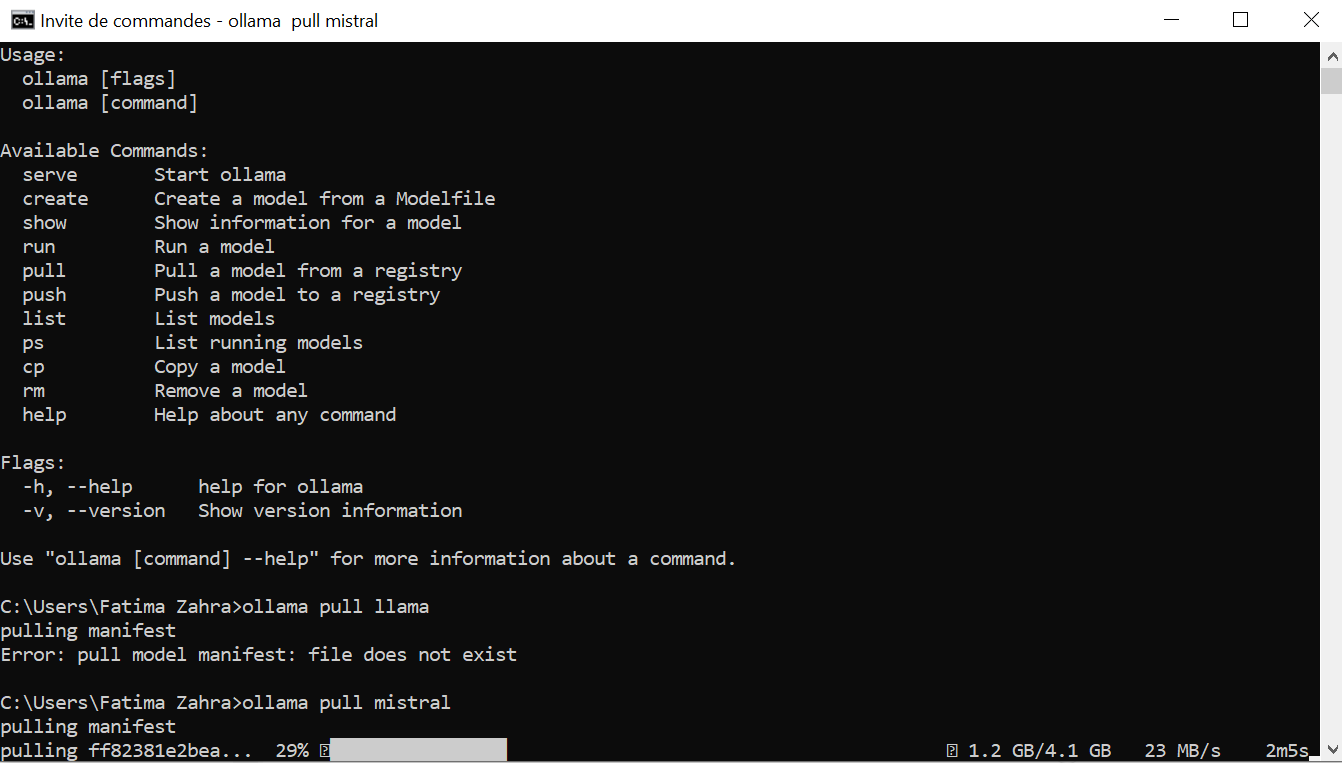 Invite de commandes - ollama  pull mistral
Usage:
  ollama [flags]
  ollama [command]

Available Commands:
  serve       Start ollama
  create      Create a model from a Modelfile
  show        Show information for a model
  run         Run a model
  pull        Pull a model from a registry
  push        Push a model to a registry
  list        List models
  ps          List running models
  cp          Copy a model
  rm          Remove a model
  help        Help about any command

Flags:
  -h, --help      help for ollama
  -v, --version   Show version information

Use "ollama [command] --help" for more information about a command.

C:\Users\Fatima Zahra>ollama pull llama
pulling manifest
Error: pull model manifest: file does not exist

C:\Users\Fatima Zahra>ollama pull mistral
pulling manifest
pulling ff82381e2bea...  29% 1.2 GB/4.1 GB   23 MB/s    2m5s